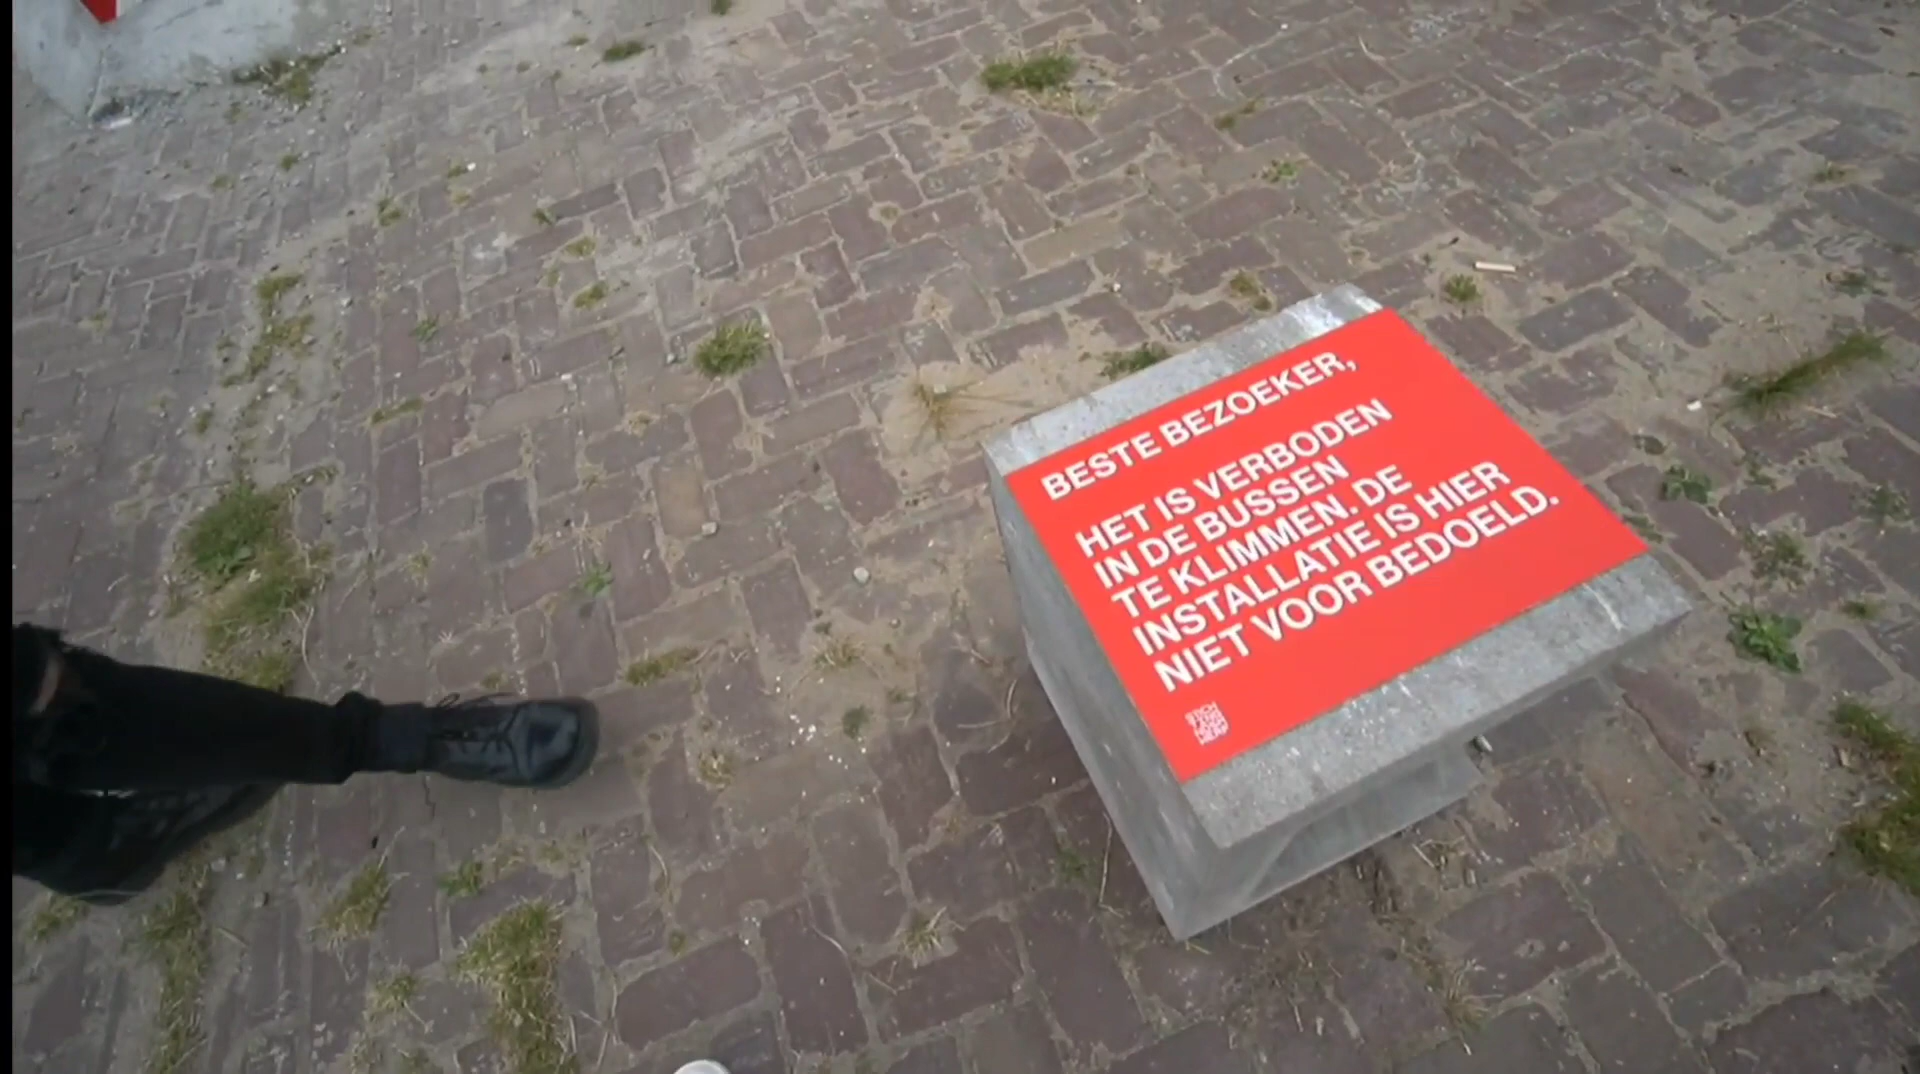 BESTE BEZOEKER,
HET IS VERBODEN
IN DE BUSSEN
TE KLIMMEN. DE
INSTALLATIE IS HIER
NIET VOOR BEDOELD.